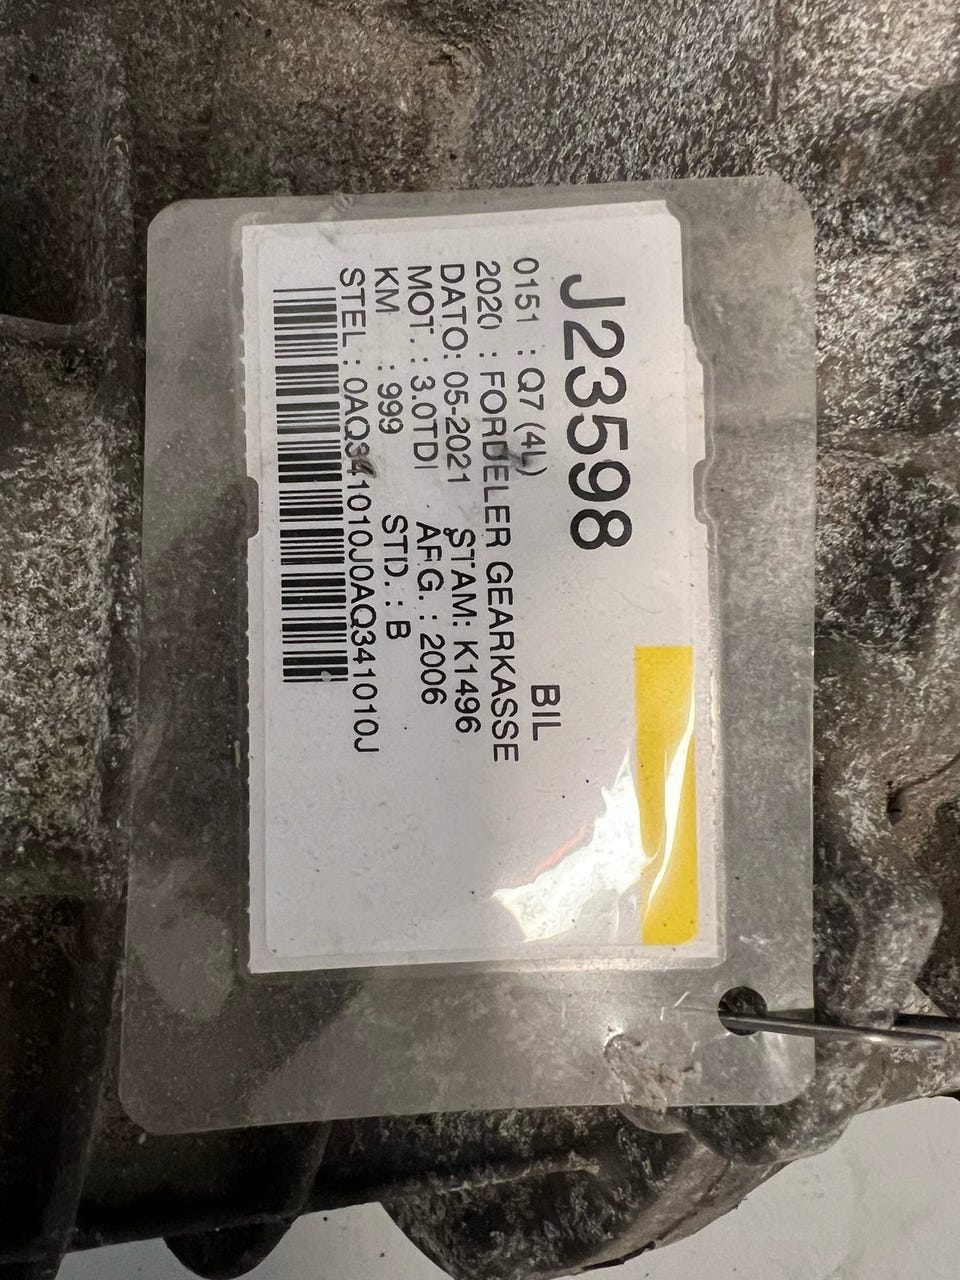 J23598
BIL
0151 : Q7 (4L)
2020 : FORDELER GEARKASSE
DATO: 05-2021 STAM: K1496
MOT. : 3.0TDI ARG. : 2006
KM : 999 STD. : B
STEL : 0AQ341010J0AQ341010J